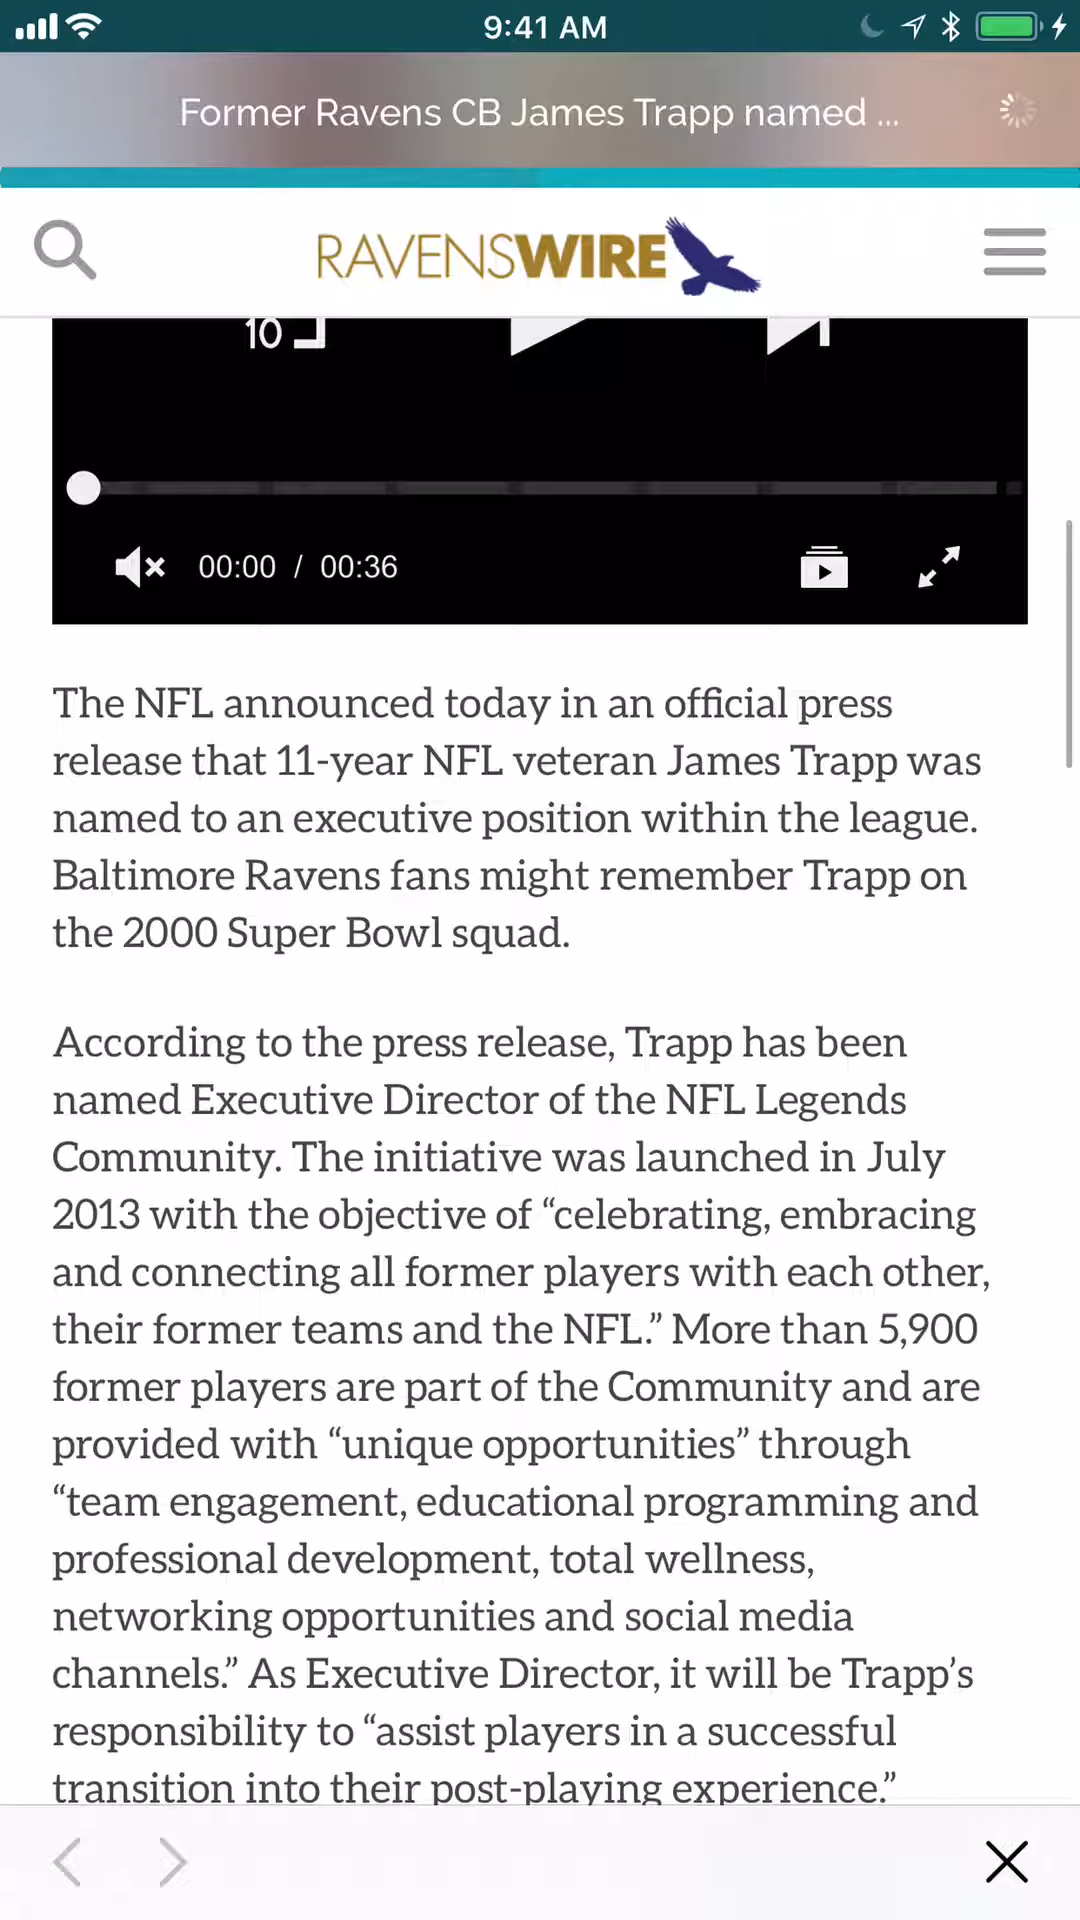 9:41 AM
Former Ravens CB James Trapp named ...
RAVENSWIRE
10
00:00 / 00:36
The NFL announced today in an official press
release that 11-year NFL veteran James Trapp was
named to an executive position within the league.
Baltimore Ravens fans might remember Trapp on
the 2000 Super Bowl squad.
According to the press release, Trapp has been
named Executive Director of the NFL Legends
Community. The initiative was launched in July
2013 with the objective of “celebrating, embracing
and connecting all former players with each other,
their former teams and the NFL.” More than 5,900
former players are part of the Community and are
provided with “unique opportunities” through
“team engagement, educational programming and
professional development, total wellness,
networking opportunities and social media
channels.” As Executive Director, it will be Trapp’s
responsibility to “assist players in a successful
transition into their post-playing experience.”